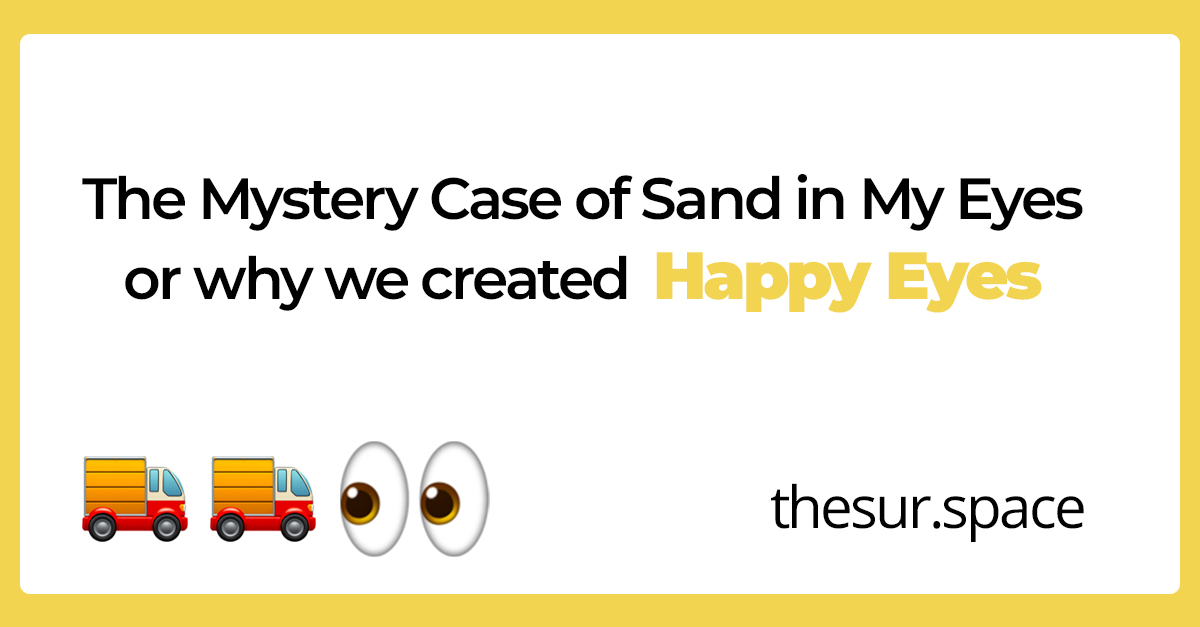 The Mystery Case of Sand in My Eyes
or why we created Happy Eyes
thesur.space